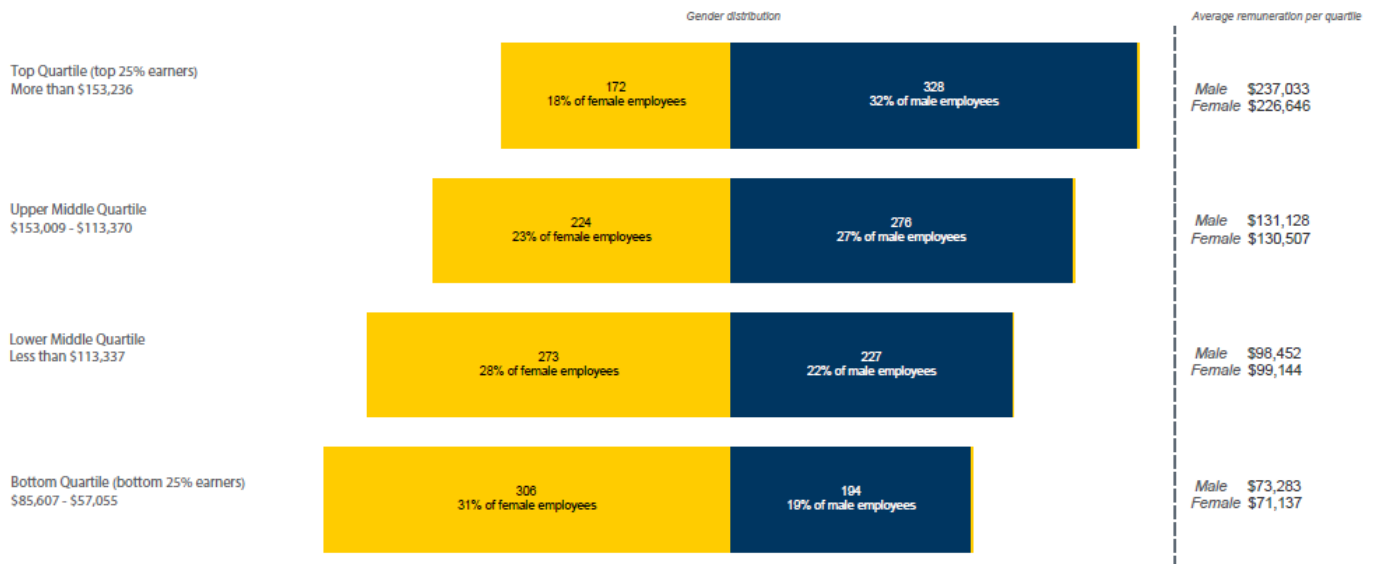 Gender distribution
Average remuneration per quartile
Top Quartile (top 25% earners)
More than $153,236
172
18% of female employees
328
32% of male employees
Male $237,033
Female $226,646
Upper Middle Quartile
$153,009 - $113,370
224
23% of female employees
276
27% of male employees
Male $131,128
Female $130,507
Lower Middle Quartile
Less than $113,337
273
28% of female employees
227
22% of male employees
Male $98,452
Female $99,144
Bottom Quartile (bottom 25% earners)
$85,607 - $57,055
306
31% of female employees
194
19% of male employees
Male $73,283
Female $71,137